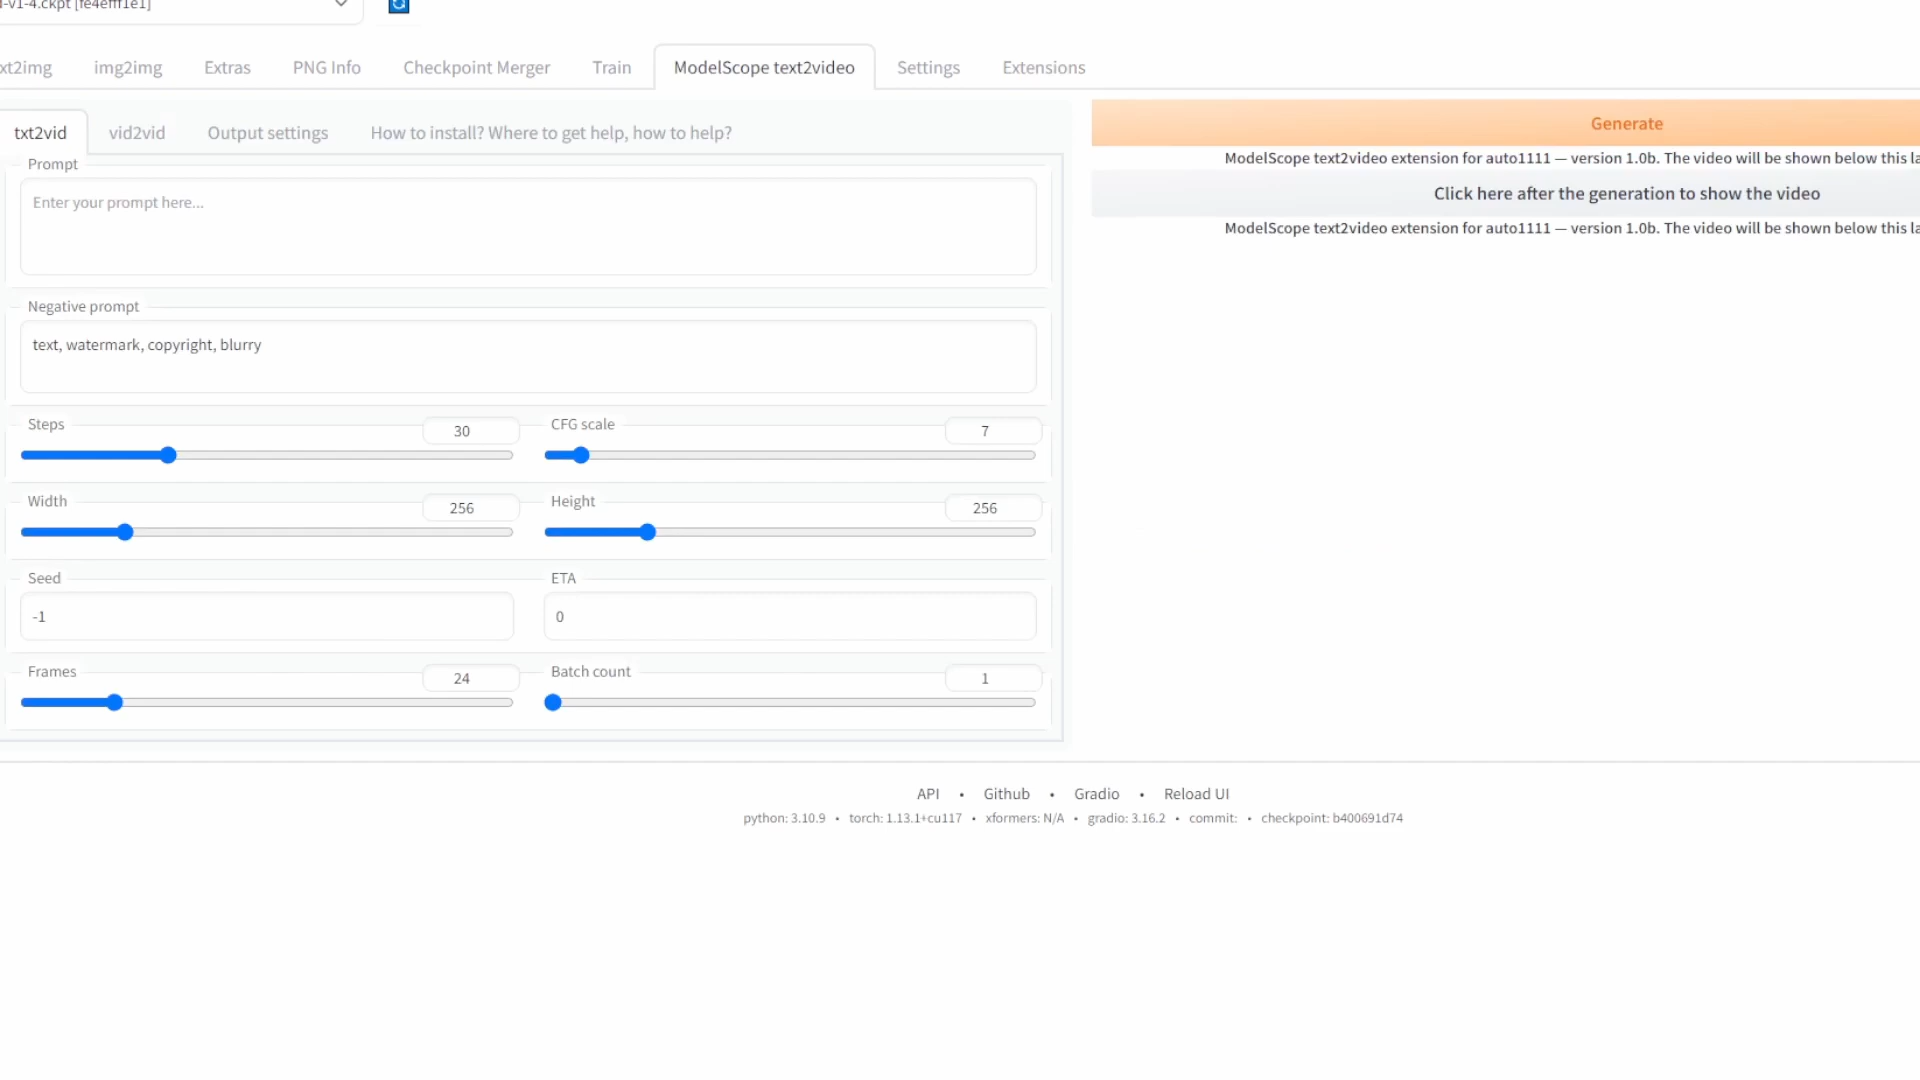 -v1-4.ckpt [fe4efff1e1]
xt2img img2img Extras PNG Info Checkpoint Merger Train ModelScope text2video Settings Extensions
txt2vid vid2vid Output settings How to install? Where to get help, how to help?
Generate
ModelScope text2video extension for auto1111 — version 1.0b. The video will be shown below this la
Click here after the generation to show the video
ModelScope text2video extension for auto1111 — version 1.0b. The video will be shown below this la
Prompt
Enter your prompt here...
Negative prompt
text, watermark, copyright, blurry
Steps 30 CFG scale 7
Width 256 Height 256
Seed ETA
-1 0
Frames 24 Batch count 1
API • Github • Gradio • Reload UI
python: 3.10.9 • torch: 1.13.1+cu117 • xformers: N/A • gradio: 3.16.2 • commit: • checkpoint: b400691d74